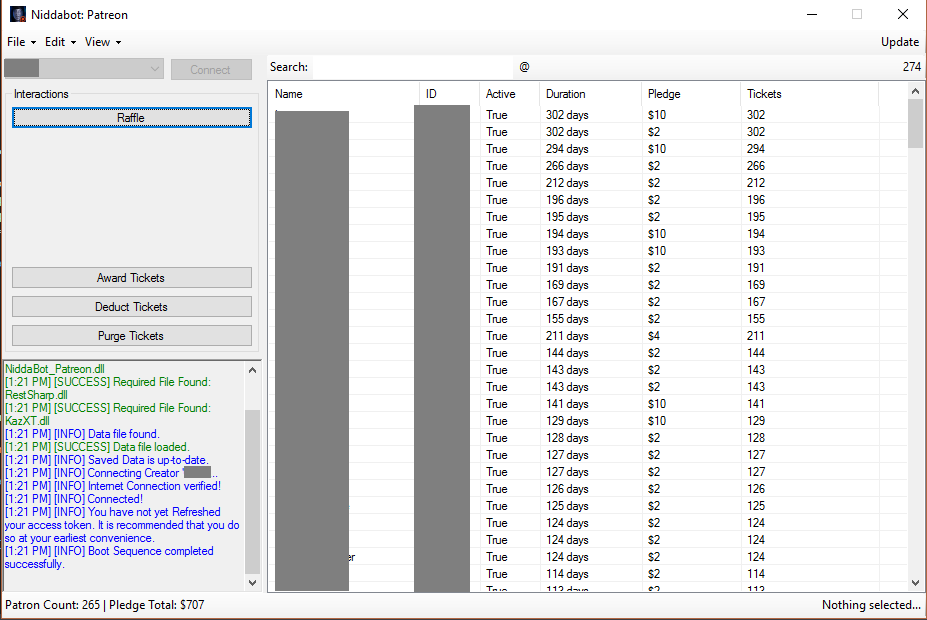 Niddabot: Patreon
File Edit View Update
Connect Search: @ 274
Interactions
Raffle
Award Tickets
Deduct Tickets
Purge Tickets
NiddaBot_Patreon.dll
[1:21 PM] [SUCCESS] Required File Found:
RestSharp.dll
[1:21 PM] [SUCCESS] Required File Found:
KazXT.dll
[1:21 PM] [INFO] Data file found.
[1:21 PM] [SUCCESS] Data file loaded.
[1:21 PM] [INFO] Saved Data is up-to-date.
[1:21 PM] [INFO] Connecting Creator '
[1:21 PM] [INFO] Internet Connection verified!
[1:21 PM] [INFO] Connected!
[1:21 PM] [INFO] You have not yet Refreshed
your access token. It is recommended that you do
so at your earliest convenience.
[1:21 PM] [INFO] Boot Sequence completed
successfully.
Name ID Active Duration Pledge Tickets
True 302 days $10 302
True 302 days $2 302
True 294 days $10 294
True 266 days $2 266
True 212 days $2 212
True 196 days $2 196
True 195 days $2 195
True 194 days $10 194
True 193 days $10 193
True 191 days $2 191
True 169 days $2 169
True 167 days $2 167
True 155 days $2 155
True 211 days $4 211
True 144 days $2 144
True 143 days $2 143
True 143 days $2 143
True 141 days $10 141
True 129 days $10 129
True 128 days $2 128
True 127 days $2 127
True 127 days $2 127
True 126 days $2 126
True 125 days $2 125
True 124 days $2 124
True 124 days $2 124
er True 124 days $2 124
True 114 days $2 114
True 113 days $2 113
Patron Count: 265 | Pledge Total: $707 Nothing selected...